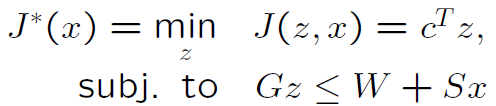 J*(x) = min_z J(z, x) = c^T z,
subj. to Gz ≤ W + Sx